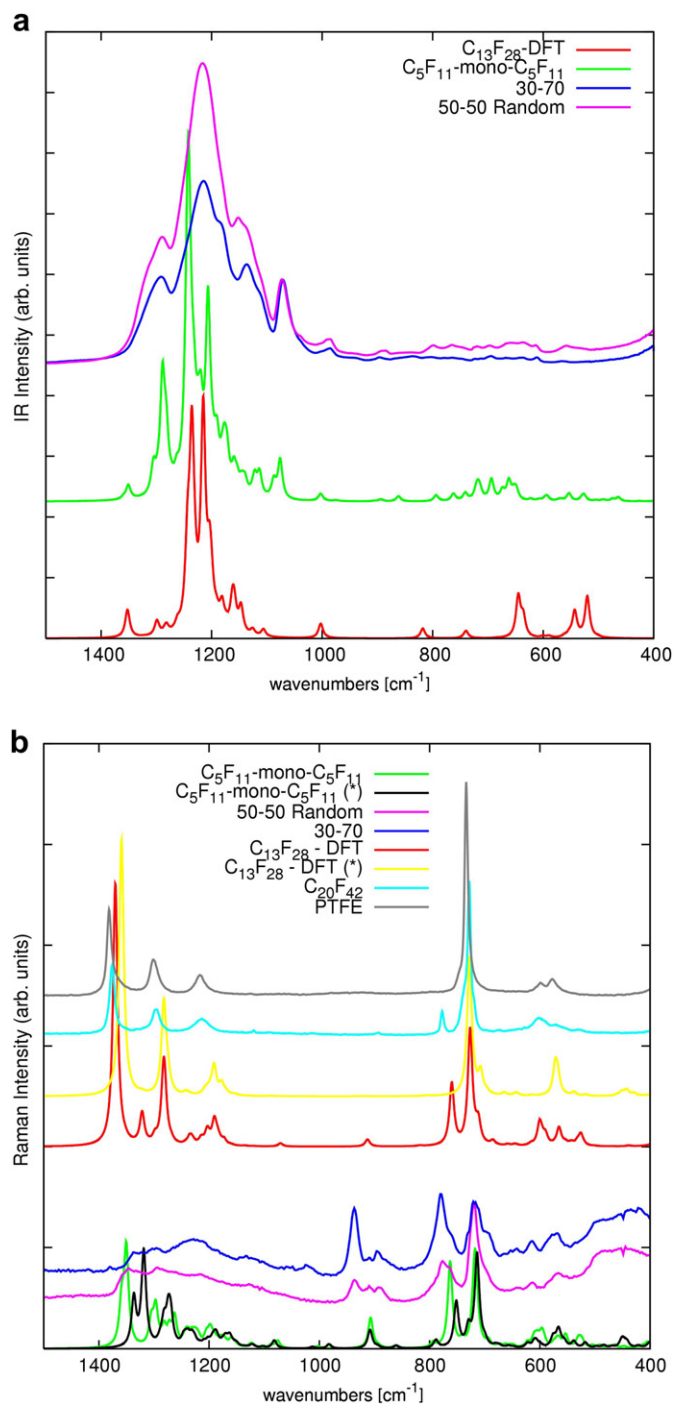 a
C₁₃F₂₈-DFT
C₅F₁₁-mono-C₅F₁₁
30-70
50-50 Random
IR Intensity (arb. units)
1400 1200 1000 800 600 400
wavenumbers [cm⁻¹]
b
C₅F₁₁-mono-C₅F₁₁
C₅F₁₁-mono-C₅F₁₁ (*)
50-50 Random
30-70
C₁₃F₂₈ - DFT
C₁₃F₂₈ - DFT (*)
C₂₀F₄₂
PTFE
Raman Intensity (arb. units)
1400 1200 1000 800 600 400
wavenumbers [cm⁻¹]